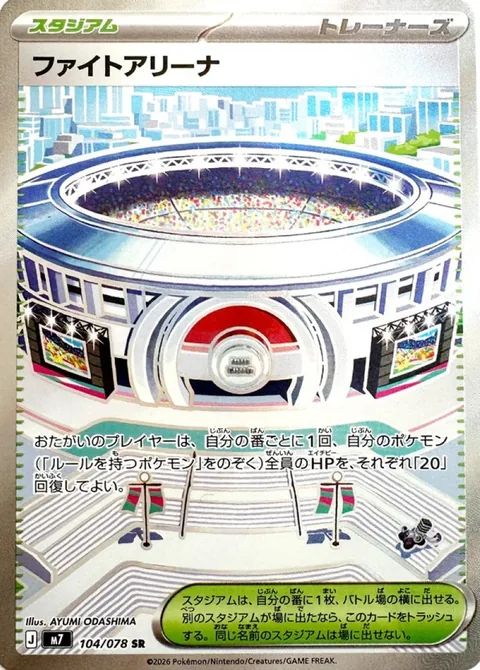 スタジアム
トレーナーズ
ファイトアリーナ
おたがいのプレイヤーは、自分の番ごとに1回、自分のポケモン
(「ルールを持つポケモン」をのぞく)全員のHPを、それぞれ「20」
回復してよい。
Illus. AYUMI ODASHIMA
スタジアムは、自分の番に1枚、バトル場の横に出せる。
別のスタジアムが場に出たなら、このカードをトラッシュ
する。同じ名前のスタジアムは場に出せない。
J M7 104/078 SR
©2026 Pokémon/Nintendo/Creatures/GAME FREAK.